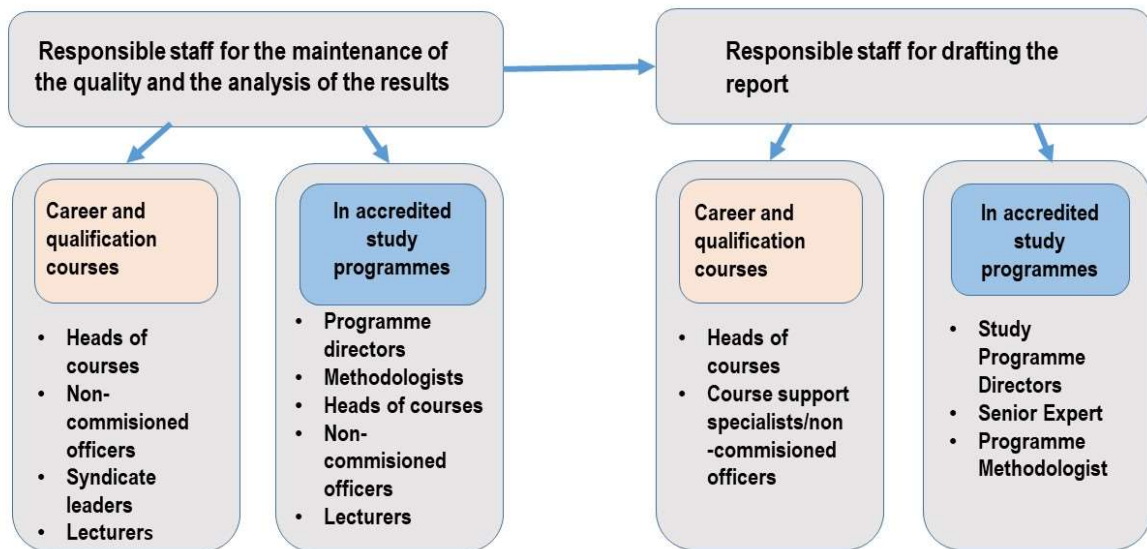 Responsible staff for the maintenance of
the quality and the analysis of the results
Responsible staff for drafting the
report
Career and
qualification
courses
• Heads of
courses
• Non-
commisioned
officers
• Syndicate
leaders
• Lecturers
In accredited
study
programmes
• Programme
directors
• Methodologists
• Heads of courses
• Non-
commisioned
officers
• Lecturers
Career and
qualification
courses
• Heads of
courses
• Course support
specialists/non
-commisioned
officers
In accredited
study
programmes
• Study
Programme
Directors
• Senior Expert
• Programme
Methodologist